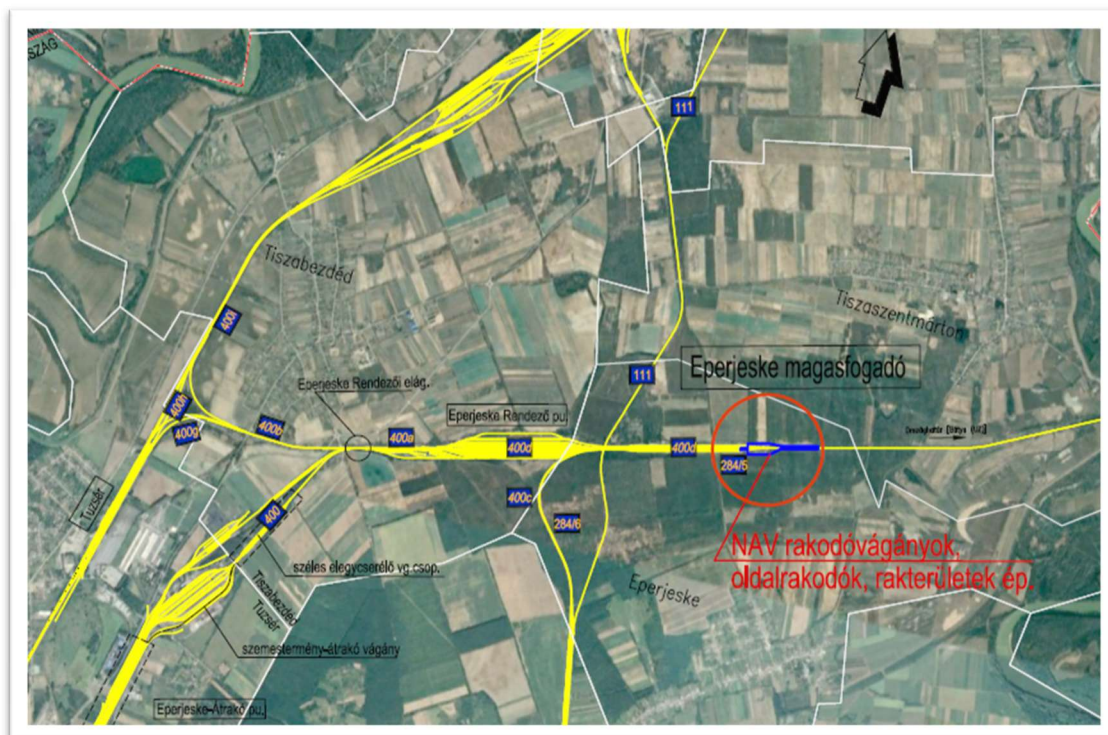 SZÁG
111
Tiszabezdéd
400i
Tiszaszentmárton
111
Eperjeske magasfogadó
Eperjeske Rendezői elág.
400h
400g
400b
Eperjeske Rendező pu.
400a
400d
400d
284/5
Tuzsér
400
400c
284/6
széles elegycserélő vg.csop.
NAV rakodóvágányok,
oldalrakodók, rakterületek ép.
Tiszabezdéd
Tuzsér
Eperjeske
szemestermény-átrakó vágány
Eperjeske-Átrakó pu.